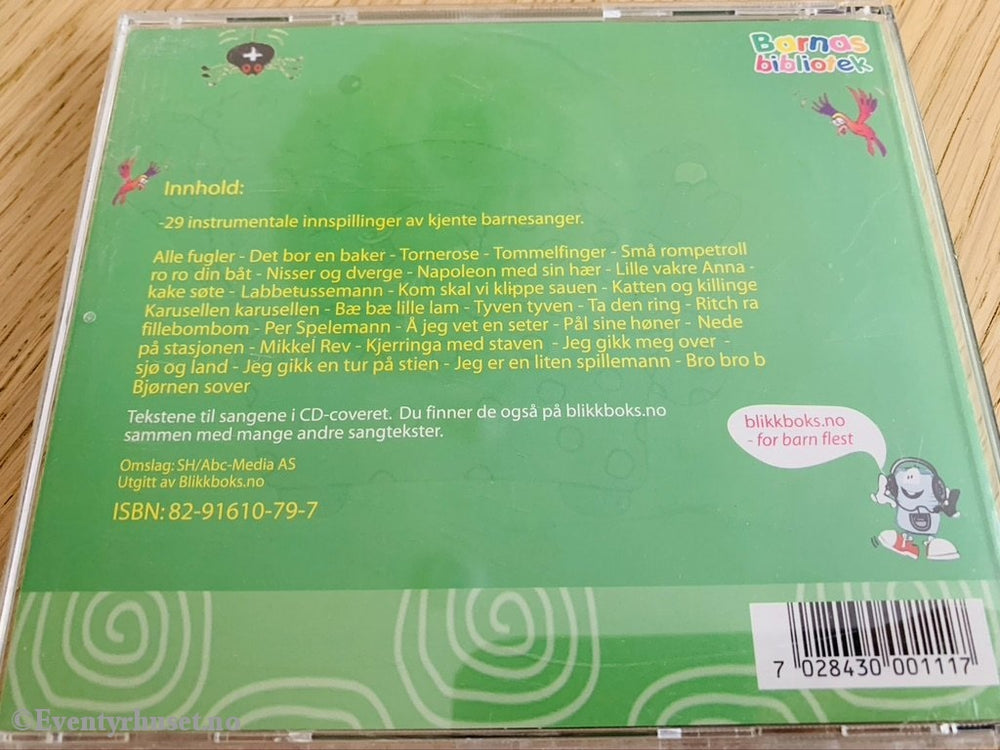 Barnas
bibliotek
Innhold:
-29 instrumentale innspillinger av kjente barnesanger.
Alle fugler - Det bor en baker - Tornerose - Tommelfinger - Små rompetroll
ro ro din båt - Nisser og dverge - Napoleon med sin hær - Lille vakre Anna -
kake søte - Labbetussemann - Kom skal vi klippe sauen - Katten og killinge
Karusellen karusellen - Bæ bæ lille lam - Tyven tyven - Ta den ring - Ritch ra
fillebombom - Per Spelemann - Å jeg vet en seter - Pål sine høner - Nede
på stasjonen - Mikkel Rev - Kjerringa med staven - Jeg gikk meg over -
sjø og land - Jeg gikk en tur på stien - Jeg er en liten spillemann - Bro bro b
Bjørnen sover
Tekstene til sangene i CD-coveret. Du finner de også på blikkboks.no
sammen med mange andre sangtekster.
blikkboks.no
- for barn flest
Omslag: SH/Abc-Media AS
Utgitt av Blikkboks.no
ISBN: 82-91610-79-7
7 028430 001117
©Eventyrhuset.no